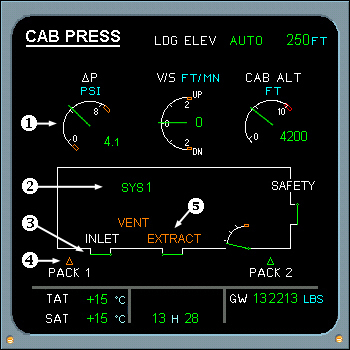 CAB PRESS LDG ELEV AUTO 250FT
ΔP V/S FT/MN CAB ALT
PSI UP FT
8 2 10
1 4.1 0 4200
0 2 0
DN
2 SYS 1 SAFETY
VENT 5
3 INLET EXTRACT
4 PACK 1 PACK 2
TAT +15 °C GW 132213 LBS
SAT +15 °C 13 H 28